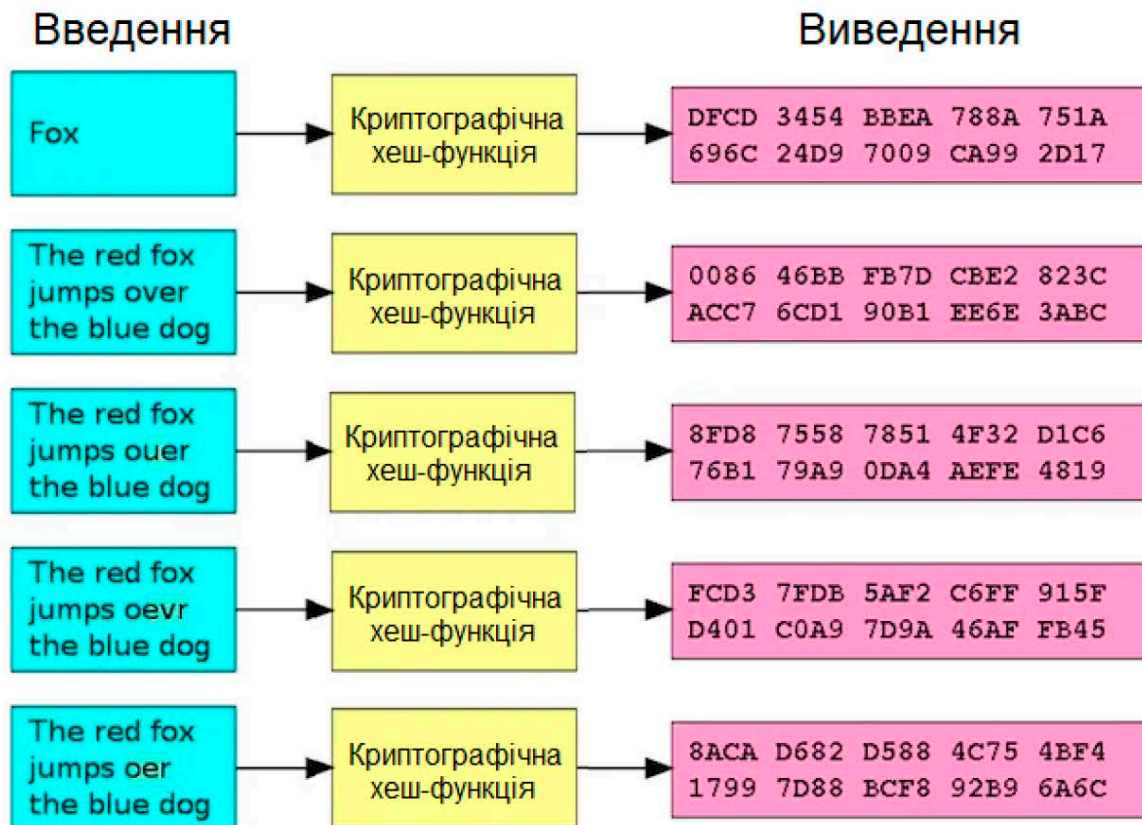 Введення
Виведення
Fox
Криптографічна
хеш-функція
DFCD 3454 BBEA 788A 751A
696C 24D9 7009 CA99 2D17
The red fox
jumps over
the blue dog
Криптографічна
хеш-функція
0086 46BB FB7D CBE2 823C
ACC7 6CD1 90B1 EE6E 3ABC
The red fox
jumps ouer
the blue dog
Криптографічна
хеш-функція
8FD8 7558 7851 4F32 D1C6
76B1 79A9 0DA4 AEFE 4819
The red fox
jumps oevr
the blue dog
Криптографічна
хеш-функція
FCD3 7FDB 5AF2 C6FF 915F
D401 C0A9 7D9A 46AF FB45
The red fox
jumps oer
the blue dog
Криптографічна
хеш-функція
8ACA D682 D588 4C75 4BF4
1799 7D88 BCF8 92B9 6A6C